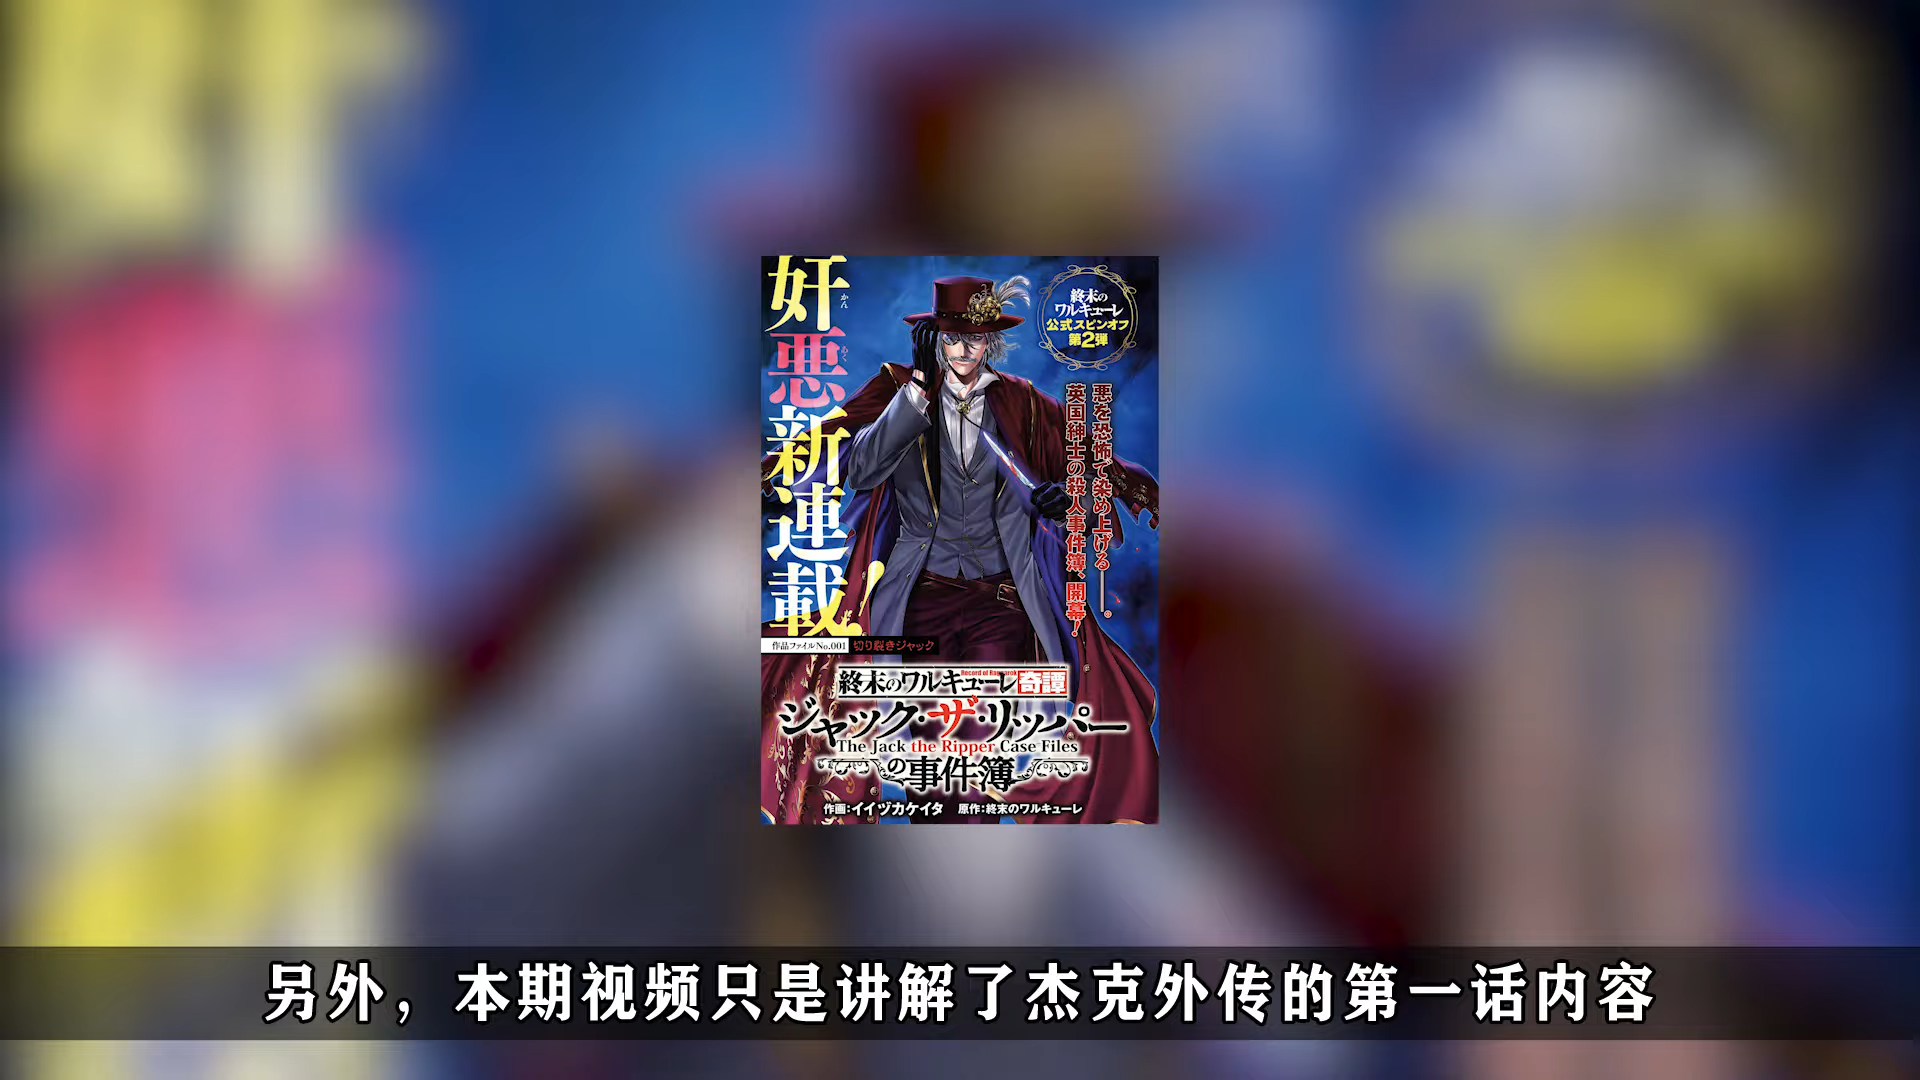 奸悪新連載!
かん
あく
終末の
ワルキューレ
公式スピンオフ
第2弾
悪を恐怖で染め上げる――。
英国紳士の殺人事件簿、開幕!
作品ファイルNo.001 切り裂きジャック
Record of Ragnarok
終末のワルキューレ奇譚
ジャック・ザ・リッパー
The Jack the Ripper Case Files
の事件簿
作画:イイヅカケイタ 原作:終末のワルキューレ
另外，本期视频只是讲解了杰克外传的第一话内容